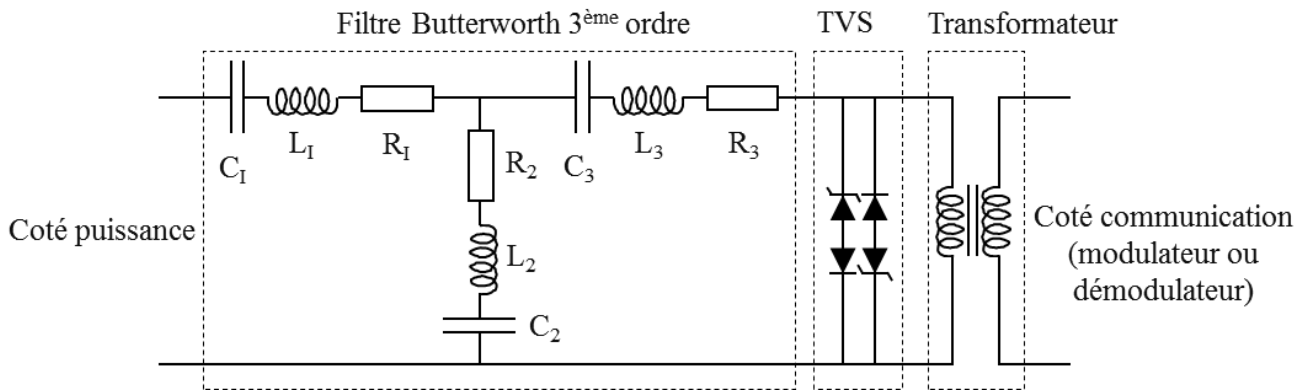 Filtre Butterworth 3ème ordre
TVS
Transformateur
CI
LI
RI
R2
L2
C2
C3
L3
R3
Coté puissance
Coté communication
(modulateur ou
démodulateur)